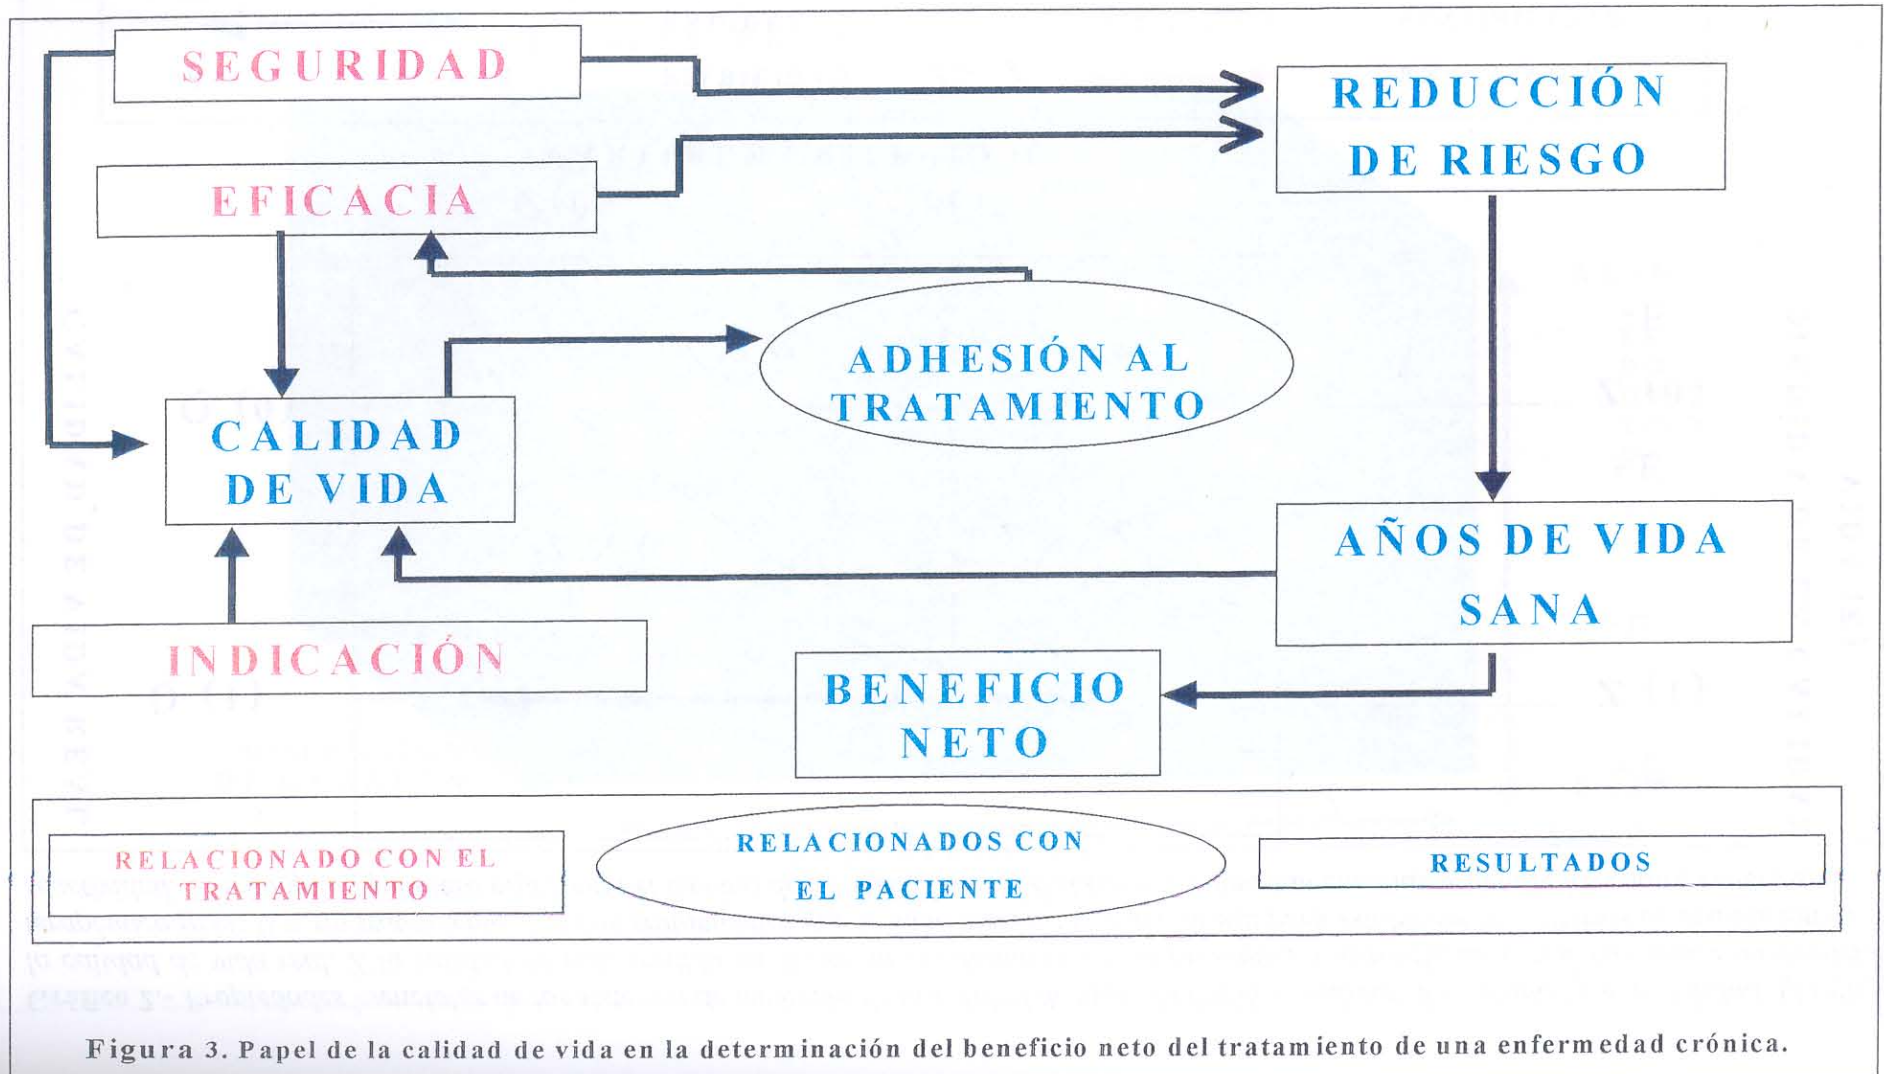 SEGURIDAD
REDUCCIÓN
DE RIESGO
EFICACIA
ADHESIÓN AL
TRATAMIENTO
CALIDAD
DE VIDA
AÑOS DE VIDA
SANA
INDICACIÓN
BENEFICIO
NETO
RELACIONADO CON EL
TRATAMIENTO
RELACIONADOS CON
EL PACIENTE
RESULTADOS
Figura 3. Papel de la calidad de vida en la determinación del beneficio neto del tratamiento de una enfermedad crónica.